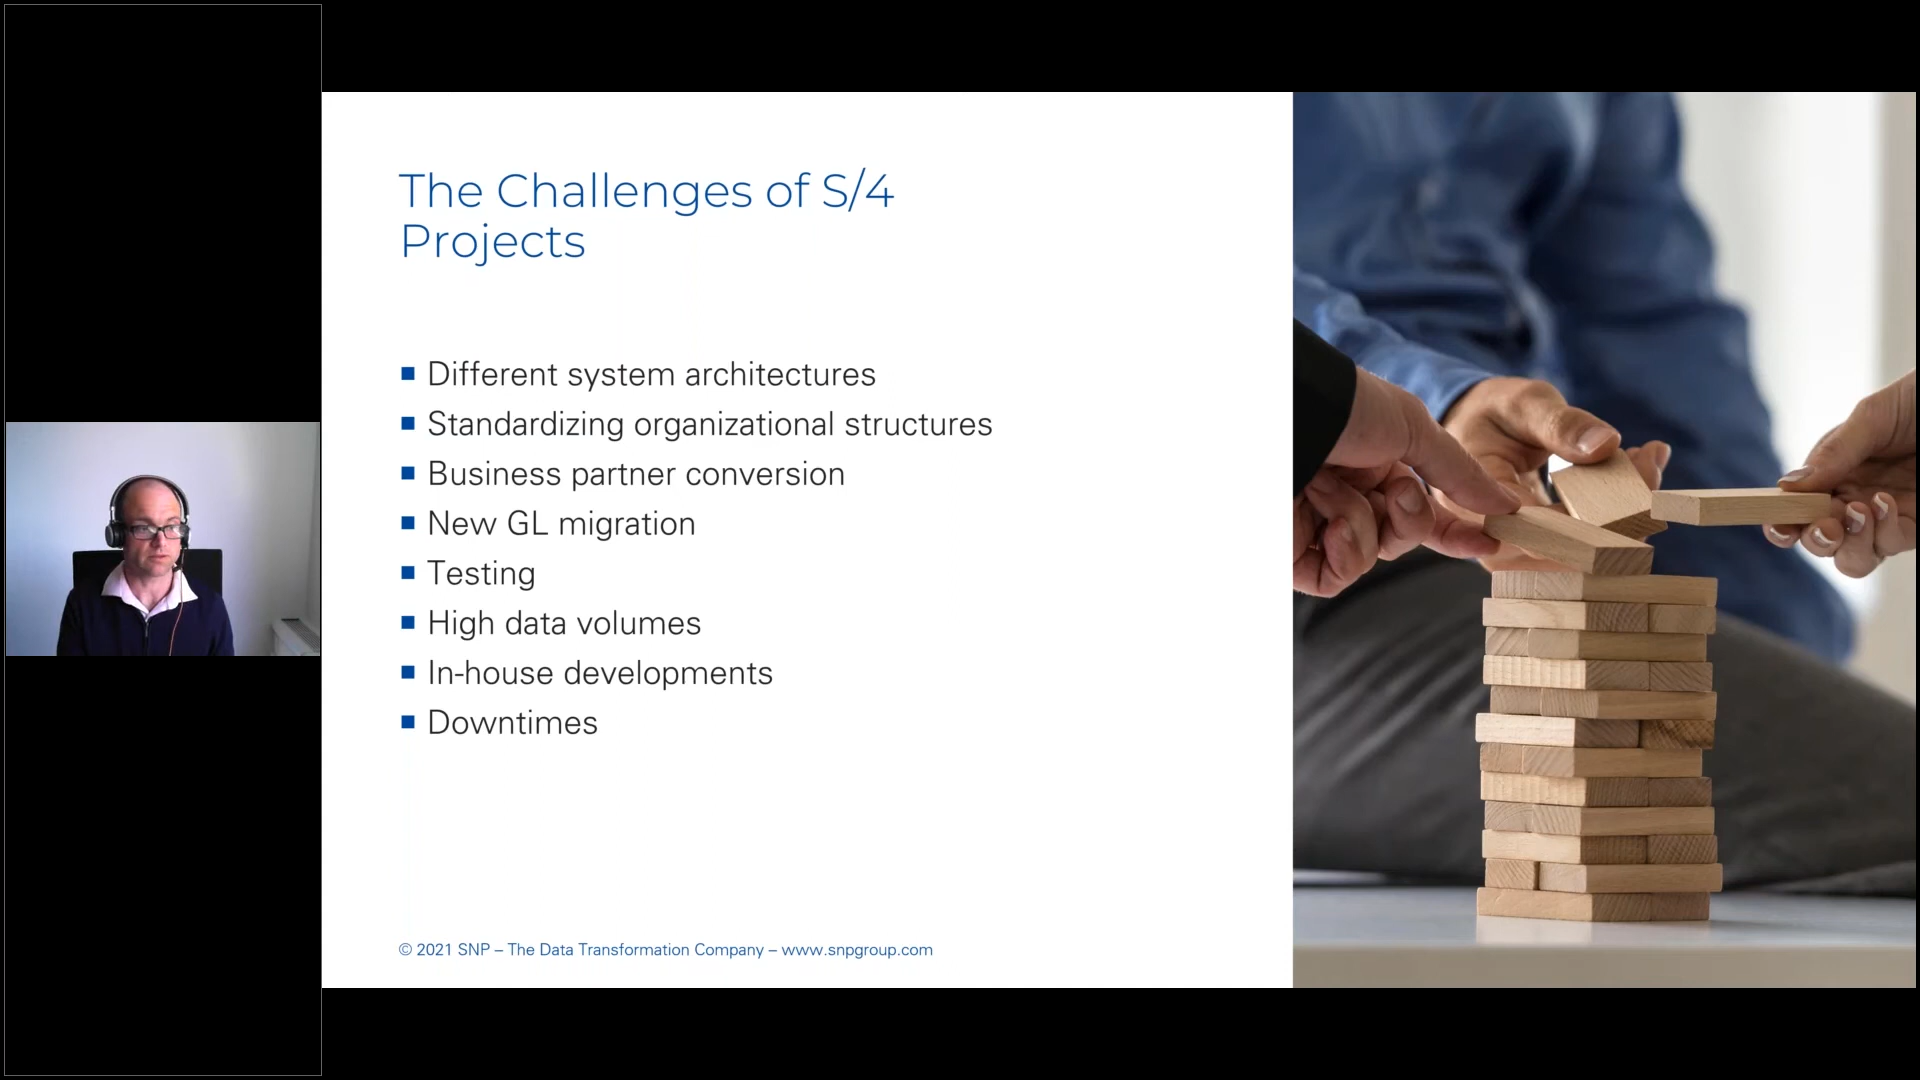 The Challenges of S/4
Projects
Different system architectures
Standardizing organizational structures
Business partner conversion
New GL migration
Testing
High data volumes
In-house developments
Downtimes
© 2021 SNP – The Data Transformation Company – www.snpgroup.com